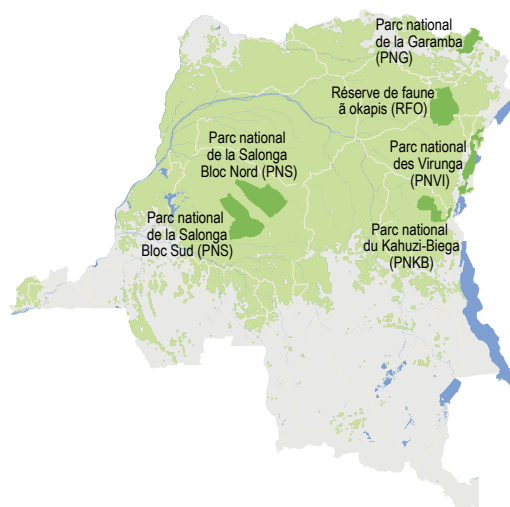 Parc national
de la Garamba
(PNG)
Réserve de faune
ã okapis (RFO)
Parc national
de la Salonga
Bloc Nord (PNS)
Parc national
des Virunga
(PNVI)
Parc national
de la Salonga
Bloc Sud (PNS)
Parc national
du Kahuzi-Biega
(PNKB)